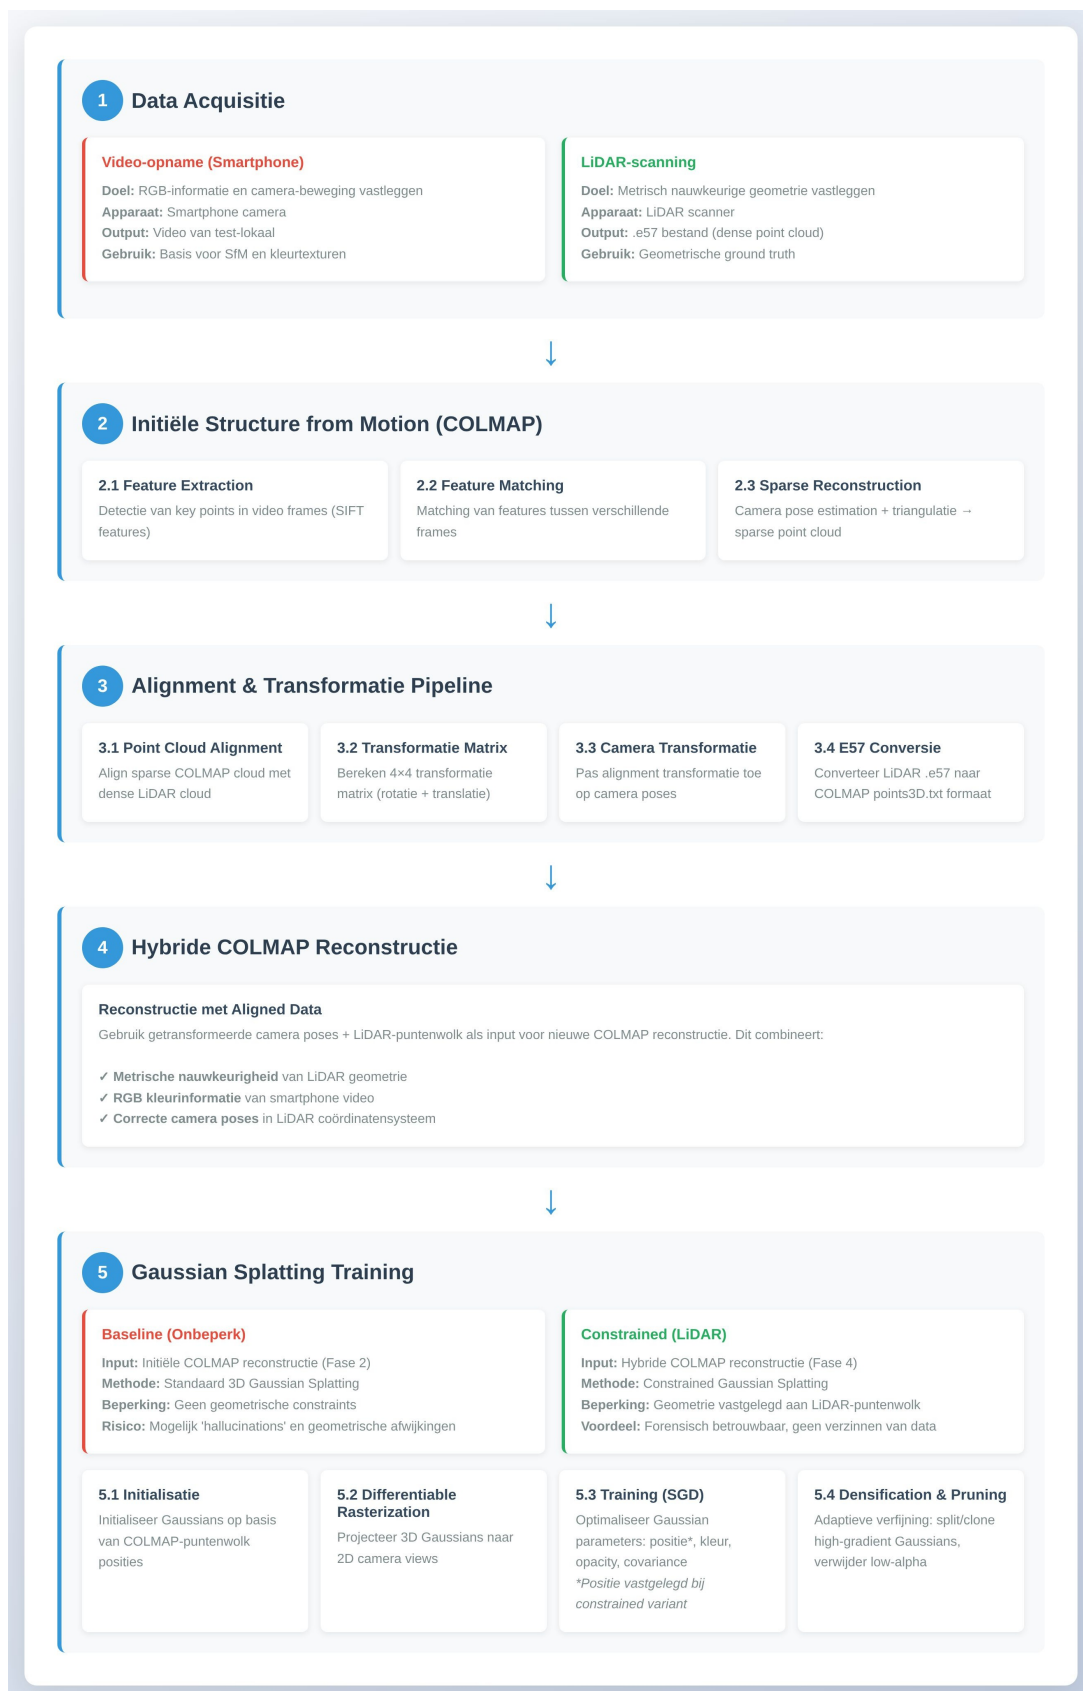 1
Data Acquisitie
Video-opname (Smartphone)
Doel: RGB-informatie en camera-beweging vastleggen
Apparaat: Smartphone camera
Output: Video van test-lokaal
Gebruik: Basis voor SfM en kleurtexturen
LiDAR-scanning
Doel: Metrisch nauwkeurige geometrie vastleggen
Apparaat: LiDAR scanner
Output: .e57 bestand (dense point cloud)
Gebruik: Geometrische ground truth
↓
2
Initiële Structure from Motion (COLMAP)
2.1 Feature Extraction
Detectie van key points in video frames (SIFT
features)
2.2 Feature Matching
Matching van features tussen verschillende
frames
2.3 Sparse Reconstruction
Camera pose estimation + triangulatie →
sparse point cloud
↓
3
Alignment & Transformatie Pipeline
3.1 Point Cloud Alignment
Align sparse COLMAP cloud met
dense LiDAR cloud
3.2 Transformatie Matrix
Bereken 4×4 transformatie
matrix (rotatie + translatie)
3.3 Camera Transformatie
Pas alignment transformatie toe
op camera poses
3.4 E57 Conversie
Converteer LiDAR .e57 naar
COLMAP points3D.txt formaat
↓
4
Hybride COLMAP Reconstructie
Reconstructie met Aligned Data
Gebruik getransformeerde camera poses + LiDAR-puntenwolk als input voor nieuwe COLMAP reconstructie. Dit combineert:
✓ Metrische nauwkeurigheid van LiDAR geometrie
✓ RGB kleurinformatie van smartphone video
✓ Correcte camera poses in LiDAR coördinatensysteem
↓
5
Gaussian Splatting Training
Baseline (Onbeperk)
Input: Initiële COLMAP reconstructie (Fase 2)
Methode: Standaard 3D Gaussian Splatting
Beperking: Geen geometrische constraints
Risico: Mogelijk 'hallucinations' en geometrische afwijkingen
Constrained (LiDAR)
Input: Hybride COLMAP reconstructie (Fase 4)
Methode: Constrained Gaussian Splatting
Beperking: Geometrie vastgelegd aan LiDAR-puntenwolk
Voordeel: Forensisch betrouwbaar, geen verzinnen van data
5.1 Initialisatie
Initialiseer Gaussians op basis
van COLMAP-puntenwolk
posities
5.2 Differentiable
Rasterization
Projecteer 3D Gaussians naar
2D camera views
5.3 Training (SGD)
Optimaliseer Gaussian
parameters: positie*, kleur,
opacity, covariance
*Positie vastgelegd bij
constrained variant
5.4 Densification & Pruning
Adaptieve verfijning: split/clone
high-gradient Gaussians,
verwijder low-alpha